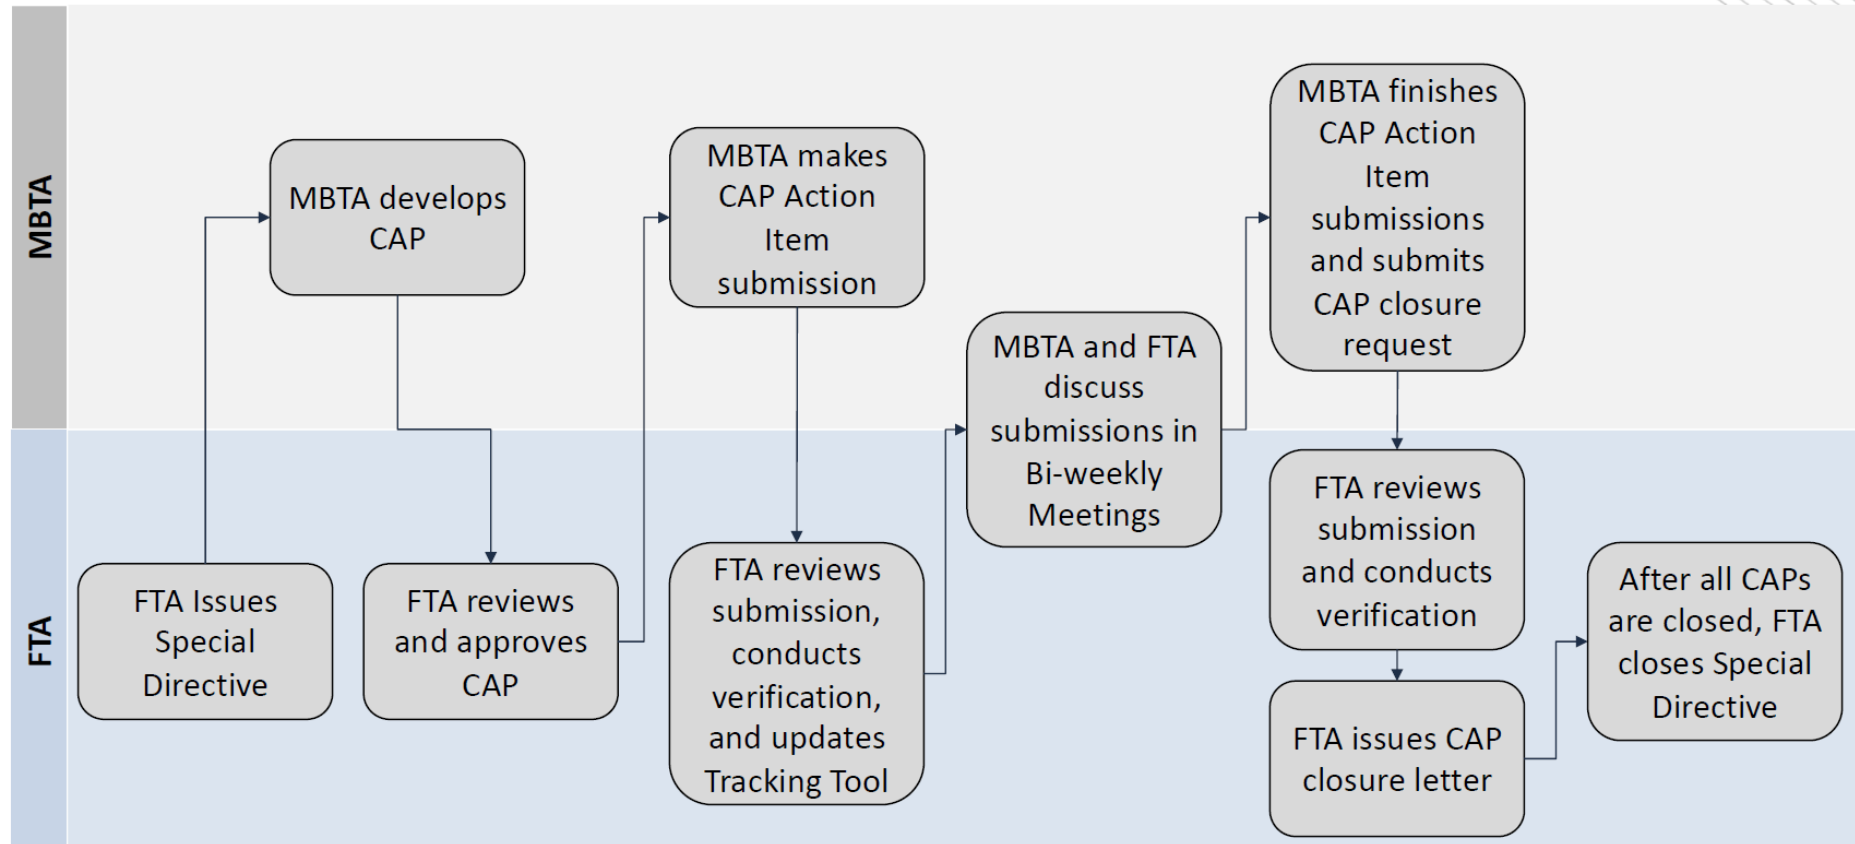 MBTA
FTA
FTA Issues
Special
Directive
MBTA develops
CAP
FTA reviews
and approves
CAP
MBTA makes
CAP Action
Item
submission
FTA reviews
submission,
conducts
verification,
and updates
Tracking Tool
MBTA and FTA
discuss
submissions in
Bi-weekly
Meetings
MBTA finishes
CAP Action
Item
submissions
and submits
CAP closure
request
FTA reviews
submission
and conducts
verification
FTA issues CAP
closure letter
After all CAPs
are closed, FTA
closes Special
Directive